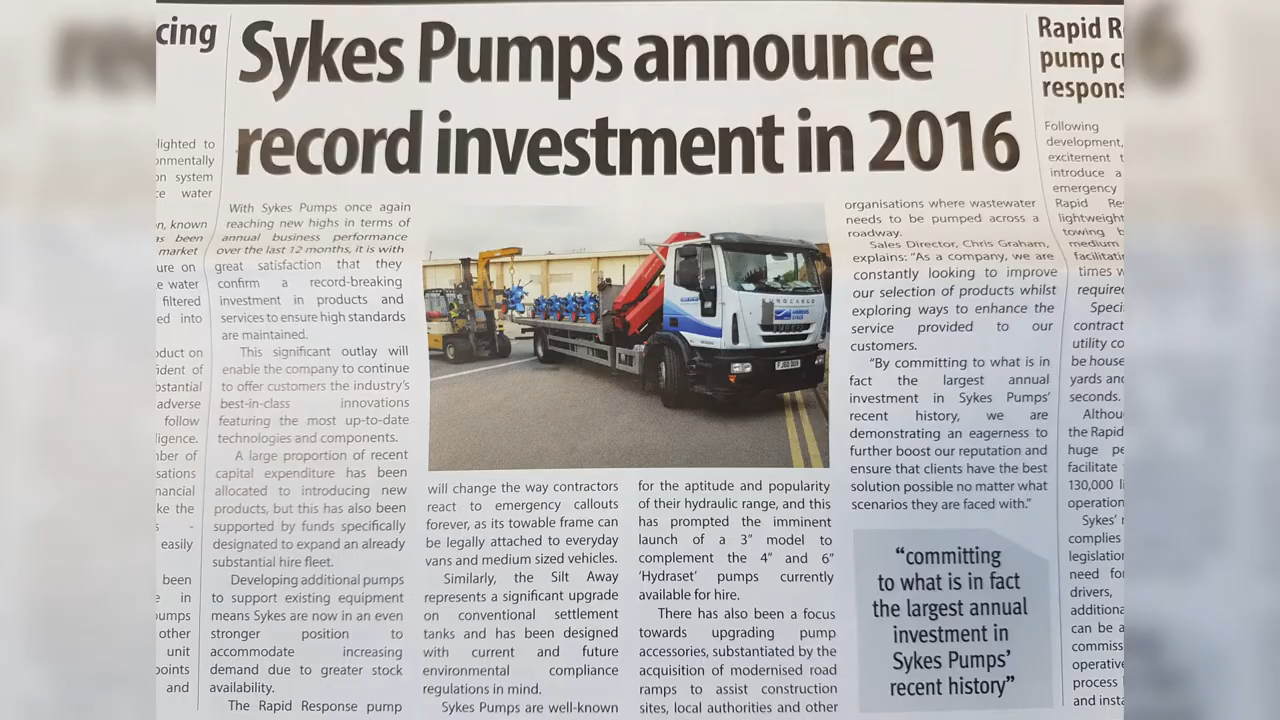 cing
lighted to
onmentally
on system
ce water
n, known
as been
market
ure on
e water
filtered
ed into
oduct on
ident of
bstantial
adverse
follow
ligence.
nber of
sations
nancial
ke the
s -
easily
been
e in
pumps
other
unit
points
and
Sykes Pumps announce
record investment in 2016
With Sykes Pumps once again
reaching new highs in terms of
annual business performance
over the last 12 months, it is with
great satisfaction that they
confirm a record-breaking
investment in products and
services to ensure high standards
are maintained.
This significant outlay will
enable the company to continue
to offer customers the industry's
best-in-class innovations
featuring the most up-to-date
technologies and components.
A large proportion of recent
capital expenditure has been
allocated to introducing new
products, but this has also been
supported by funds specifically
designated to expand an already
substantial hire fleet.
Developing additional pumps
to support existing equipment
means Sykes are now in an even
stronger position to
accommodate increasing
demand due to greater stock
availability.
The Rapid Response pump
EUROCARGO
ANDREWS
SYKES
IVECO
will change the way contractors
react to emergency callouts
forever, as its towable frame can
be legally attached to everyday
vans and medium sized vehicles.
Similarly, the Silt Away
represents a significant upgrade
on conventional settlement
tanks and has been designed
with current and future
environmental compliance
regulations in mind.
Sykes Pumps are well-known
for the aptitude and popularity
of their hydraulic range, and this
has prompted the imminent
launch of a 3" model to
complement the 4" and 6"
'Hydraset' pumps currently
available for hire.
There has also been a focus
towards upgrading pump
accessories, substantiated by the
acquisition of modernised road
ramps to assist construction
sites, local authorities and other
organisations where wastewater
needs to be pumped across a
roadway.
Sales Director, Chris Graham,
explains: "As a company, we are
constantly looking to improve
our selection of products whilst
exploring ways to enhance the
service provided to our
customers.
"By committing to what is in
fact the largest annual
investment in Sykes Pumps'
recent history, we are
demonstrating an eagerness to
further boost our reputation and
ensure that clients have the best
solution possible no matter what
scenarios they are faced with."
"committing
to what is in fact
the largest annual
investment in
Sykes Pumps'
recent history"
Rapid R
pump cu
respons
Following
development,
excitement t
introduce a
emergency
Rapid Res
lightweight
towing b
medium
facilitatin
times w
required
Speci
contract
utility co
be house
yards and
seconds.
Althou
the Rapid
huge pe
facilitate
130,000 li
operation
Sykes' r
complies
legislation
need for
drivers,
additiona
can be a
commiss
operative
process
and insta